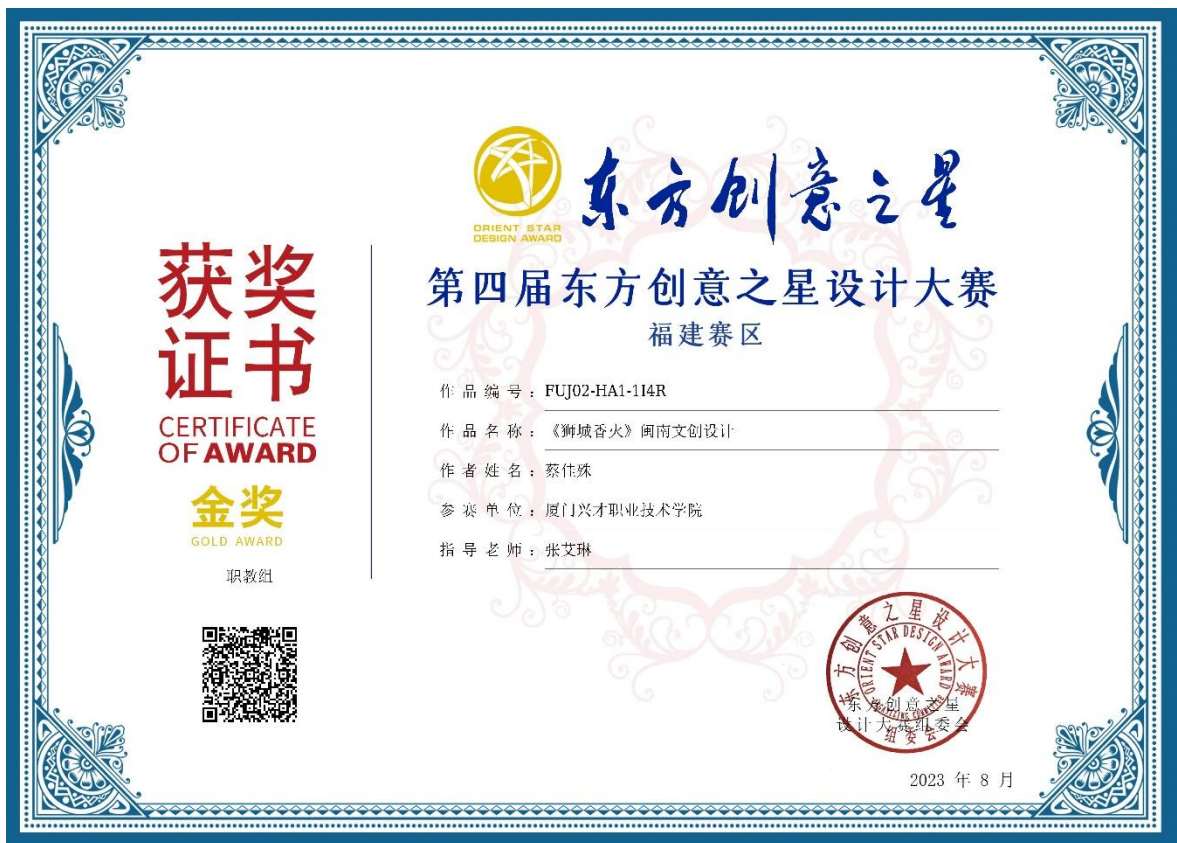 获奖
证书
CERTIFICATE
OF AWARD
金奖
GOLD AWARD
职教组
ORIENT STAR
DESIGN AWARD
东方创意之星
第四届东方创意之星设计大赛
福建赛区
作品编号：FUJ02-HA1-1I4R
作品名称：《狮城香火》闽南文创设计
作者姓名：蔡佳姝
参赛单位：厦门兴才职业技术学院
指导老师：张艾琳
东方创意之星设计大赛
ORIENT STAR DESIGN AWARD
ORGANIZING COMMITTEE
组委会
东方创意之星
设计大赛组委会
2023 年 8 月